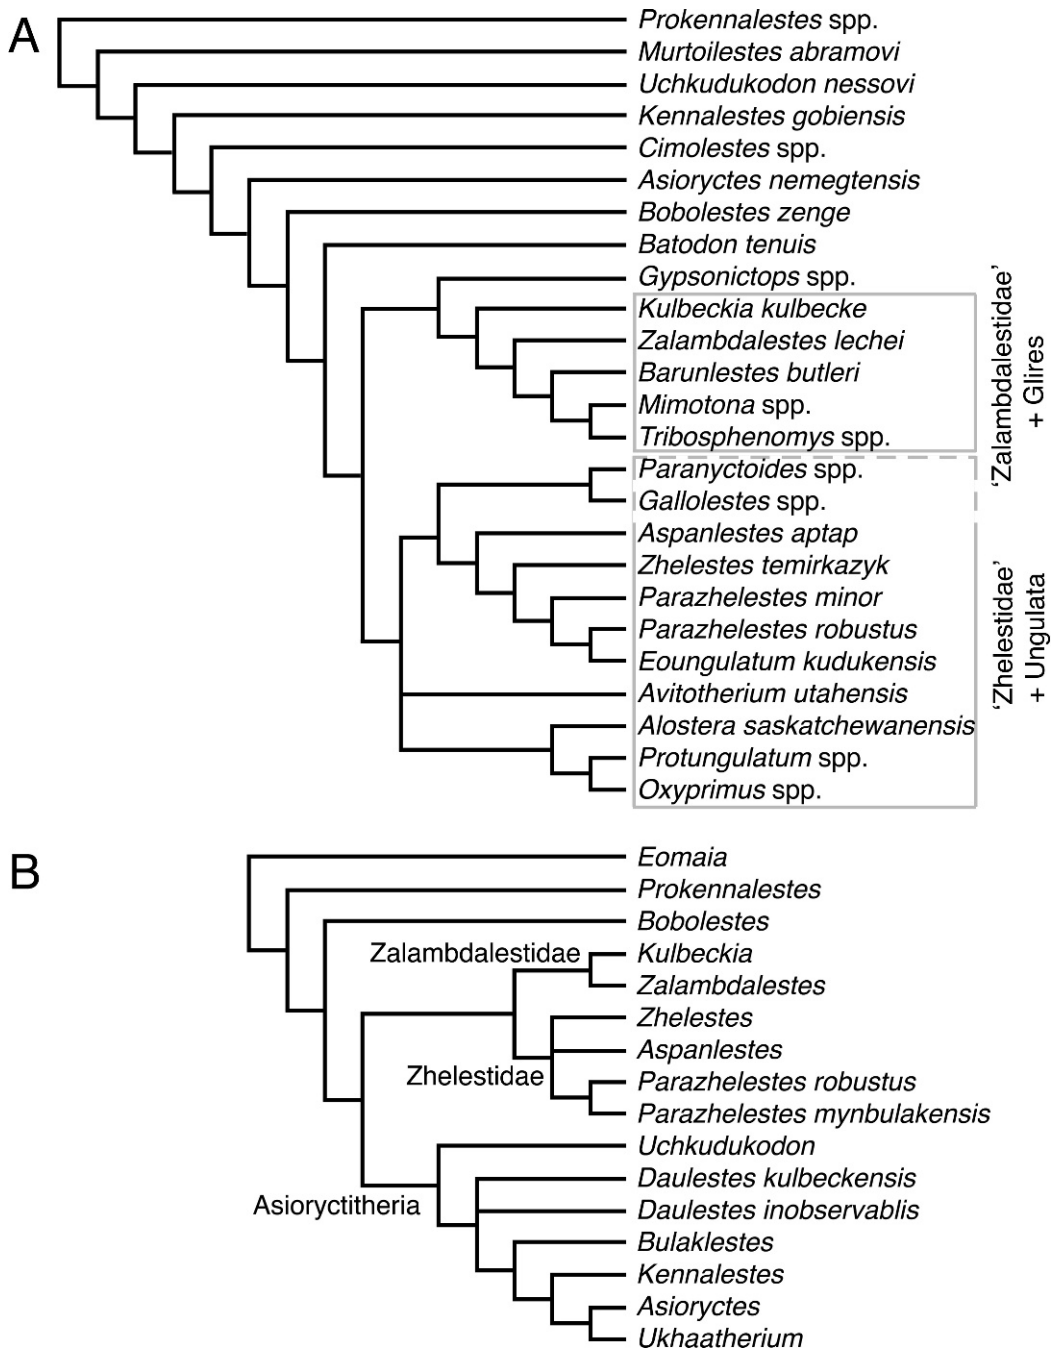 A
Prokennalestes spp.
Murtoilestes abramovi
Uchkudukodon nessovi
Kennalestes gobiensis
Cimolestes spp.
Asioryctes nemegtensis
Bobolestes zenge
Batodon tenuis
Gypsonictops spp.
Kulbeckia kulbecke
Zalambdalestes lechei
Barunlestes butleri
Mimotona spp.
Tribosphenomys spp.
'Zalambdalestidae'
+ Glires
Paranyctoides spp.
Gallolestes spp.
Aspanlestes aptap
Zhelestes temirkazyk
Parazhelestes minor
Parazhelestes robustus
Eoungulatum kudukensis
Avitotherium utahensis
Alostera saskatchewanensis
Protungulatum spp.
Oxyprimus spp.
'Zhelestidae'
+ Ungulata
B
Eomaia
Prokennalestes
Bobolestes
Zalambdalestidae
Kulbeckia
Zalambdalestes
Zhelestes
Aspanlestes
Zhelestidae
Parazhelestes robustus
Parazhelestes mynbulakensis
Uchkudukodon
Asioryctitheria
Daulestes kulbeckensis
Daulestes inobservablis
Bulaklestes
Kennalestes
Asioryctes
Ukhaatherium